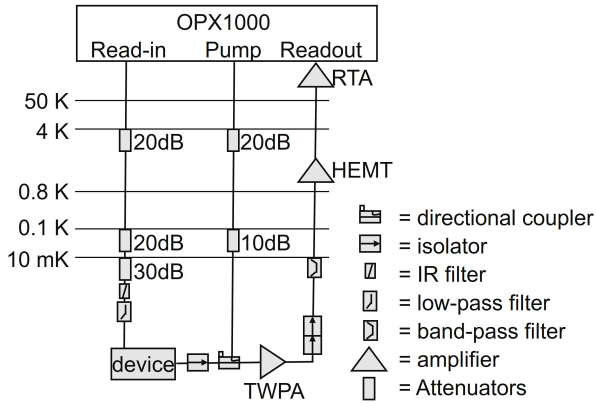 OPX1000
Read-in Pump Readout
RTA
50 K
4 K
20dB 20dB
HEMT
0.8 K
0.1 K
20dB 10dB
10 mK
30dB
device
TWPA
= directional coupler
= isolator
= IR filter
= low-pass filter
= band-pass filter
= amplifier
= Attenuators